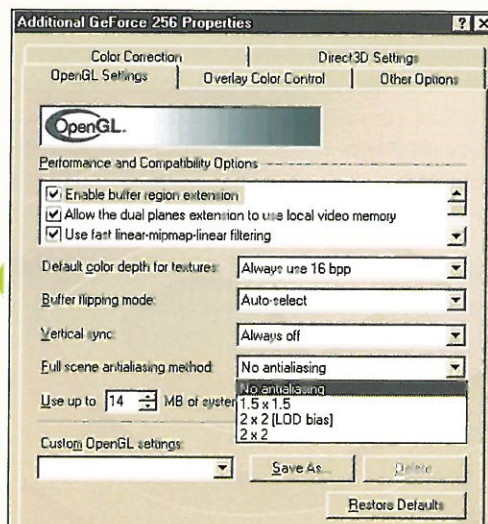 Additional GeForce 256 Properties
Color Correction
Direct3D Settings
OpenGL Settings
Overlay Color Control
Other Options
OpenGL.
Performance and Compatibility Options
Enable buffer region extension
Allow the dual planes extension to use local video memory
Use fast linear-mipmap-linear filtering
Default color depth for textures:
Always use 16 bpp
Buffer flipping mode:
Auto-select
Vertical sync:
Always off
Full scene antialiasing method:
No antialiasing
No antialiasing
1.5 x 1.5
2 x 2 [LOD bias]
2 x 2
Use up to 14 MB of syster
Custom OpenGL settings:
Save As...
Delete
Restore Defaults